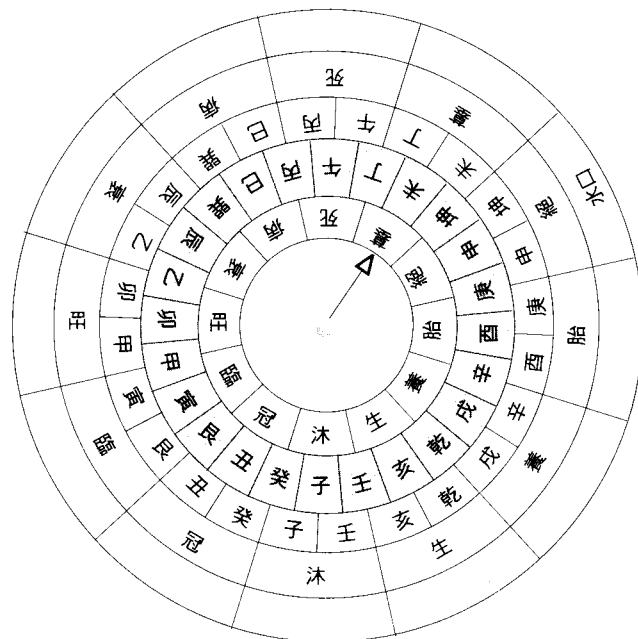 水口
死 墓 絕 胎 養 生 沐 冠 臨 旺 衰 病
丙 午 丁 未 坤 申 庚 酉 辛 戌 乾 亥 壬 子 癸 丑 艮 寅 甲 卯 乙 辰 巽 巳
丙 午 丁 未 坤 申 庚 酉 辛 戌 乾 亥 壬 子 癸 丑 艮 寅 甲 卯 乙 辰 巽 巳
死 墓 絕 胎 養 生 沐 冠 臨 旺 衰 病